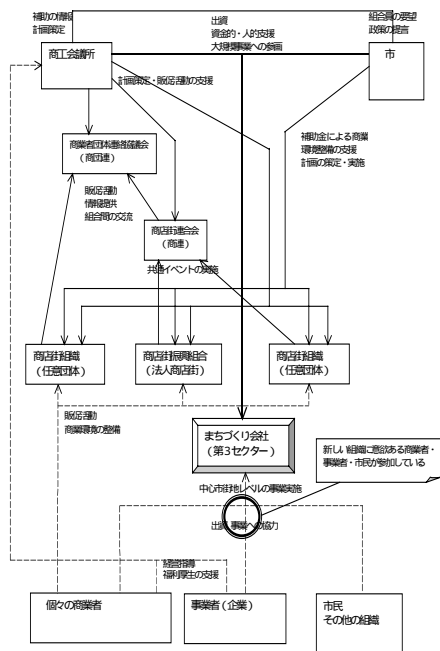 補助の情報
計画策定
出資
資金的・人的支援
大規模事業への参画
組合員の要望
政策の提言
商工会議所
市
計画策定・販促活動の支援
商業者団体連絡協議会
(商団連)
補助金による商業
環境整備の支援
計画の策定・実施
販促活動
情報提供
組合間の交流
商店街連合会
(商連)
共通イベントの実施
商店街組織
(任意団体)
商店街振興組合
(法人商店街)
商店街組織
(任意団体)
販促活動
商業環境の整備
まちづくり会社
(第3セクター)
新しい組織に意欲ある商業者・
事業者・市民が参加している
中心市街地レベルの事業実施
出資 事業への協力
経営指導
福利厚生の支援
個々の商業者
事業者(企業)
市民
その他の組織